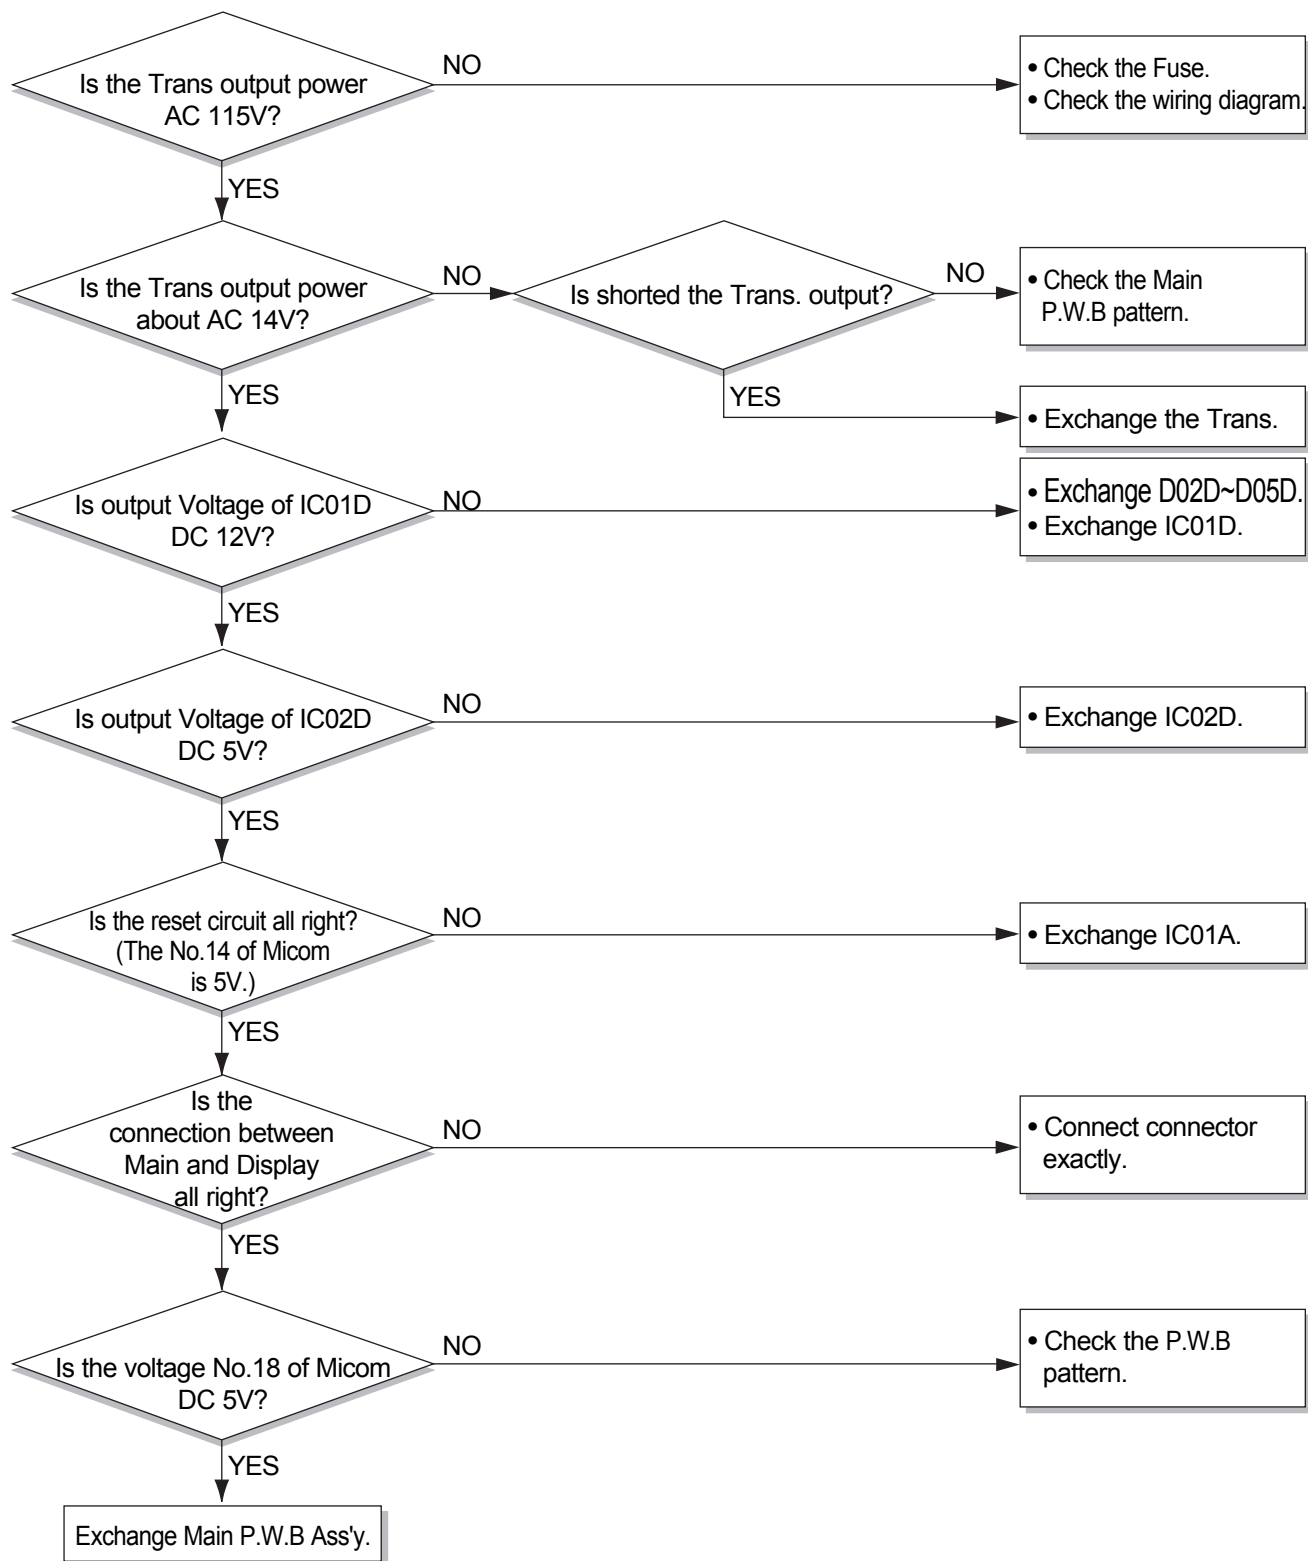 Is the Trans output power
AC 115V?
NO
• Check the Fuse.
• Check the wiring diagram.
YES
Is the Trans output power
about AC 14V?
NO
Is shorted the Trans. output?
NO
• Check the Main
P.W.B pattern.
YES
YES
• Exchange the Trans.
Is output Voltage of IC01D
DC 12V?
NO
• Exchange D02D~D05D.
• Exchange IC01D.
YES
Is output Voltage of IC02D
DC 5V?
NO
• Exchange IC02D.
YES
Is the reset circuit all right?
(The No.14 of Micom
is 5V.)
NO
• Exchange IC01A.
YES
Is the
connection between
Main and Display
all right?
NO
• Connect connector
exactly.
YES
Is the voltage No.18 of Micom
DC 5V?
NO
• Check the P.W.B
pattern.
YES
Exchange Main P.W.B Ass'y.